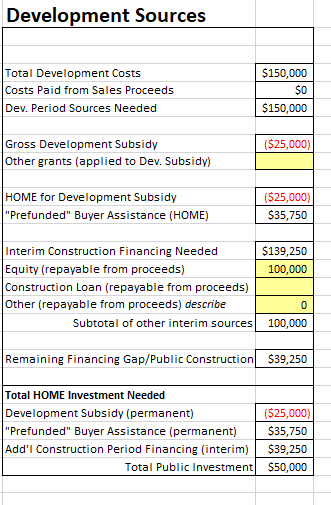 Development Sources
Total Development Costs $150,000
Costs Paid from Sales Proceeds $0
Dev. Period Sources Needed $150,000
Gross Development Subsidy ($25,000)
Other grants (applied to Dev. Subsidy)
HOME for Development Subsidy ($25,000)
"Prefunded" Buyer Assistance (HOME) $35,750
Interim Construction Financing Needed $139,250
Equity (repayable from proceeds) 100,000
Construction Loan (repayable from proceeds)
Other (repayable from proceeds) describe 0
Subtotal of other interim sources 100,000
Remaining Financing Gap/Public Construction $39,250
Total HOME Investment Needed
Development Subsidy (permanent) ($25,000)
"Prefunded" Buyer Assistance (permanent) $35,750
Add'l Construction Period Financing (interim) $39,250
Total Public Investment $50,000